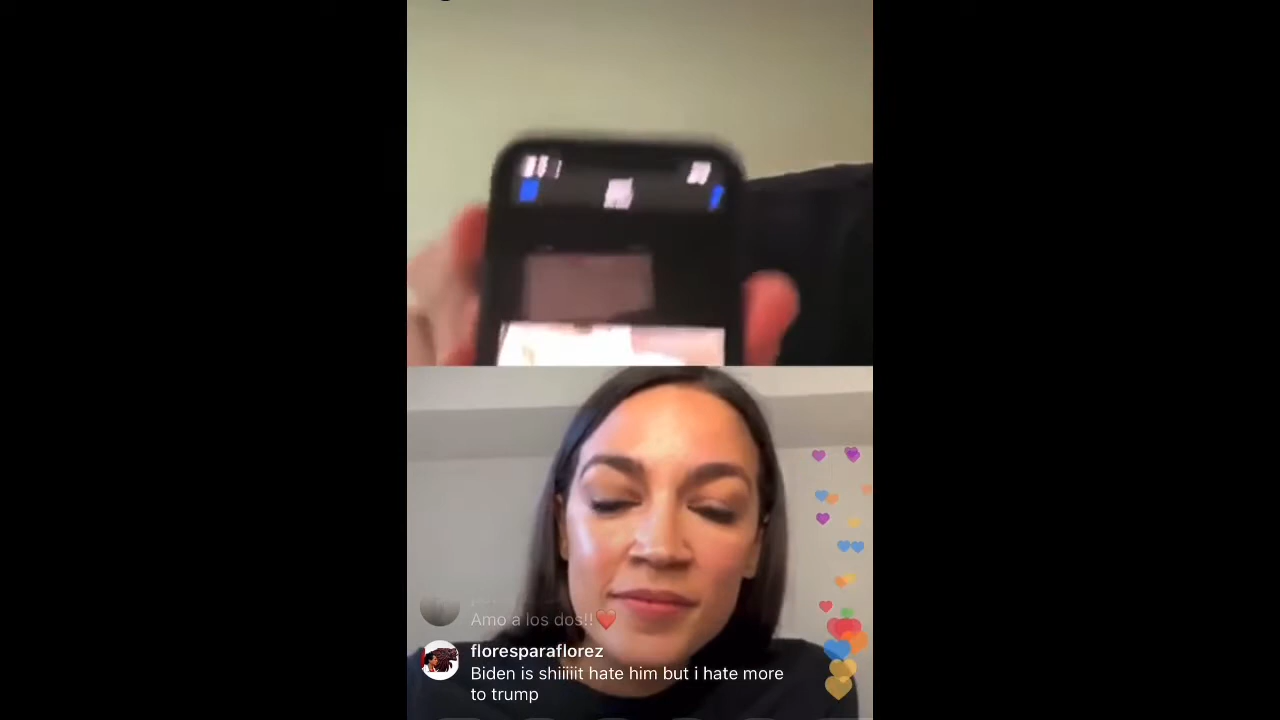 Amo a los dos!!❤️
floresparaflorez
Biden is shiiiiit hate him but i hate more
to trump